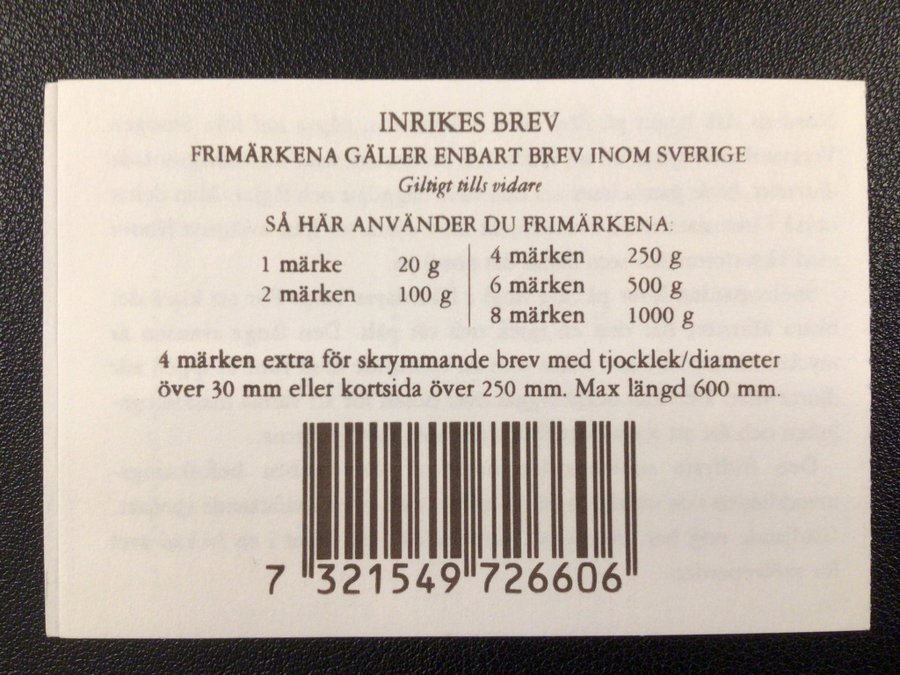 INRIKES BREV
FRIMÄRKENA GÄLLER ENBART BREV INOM SVERIGE
Giltigt tills vidare
SÅ HÄR ANVÄNDER DU FRIMÄRKENA:
1 märke 20 g
2 märken 100 g
4 märken 250 g
6 märken 500 g
8 märken 1000 g
4 märken extra för skrymmande brev med tjocklek/diameter
över 30 mm eller kortsida över 250 mm. Max längd 600 mm.
7 321549 726606